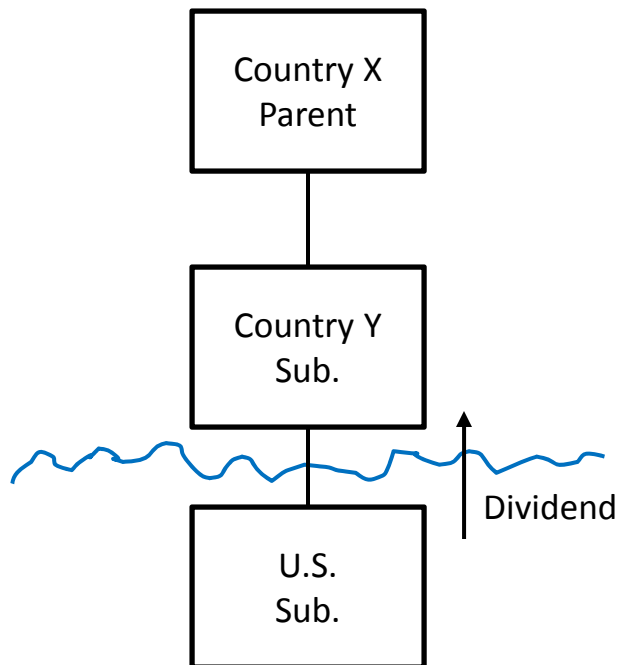 Country X
Parent
Country Y
Sub.
Dividend
U.S.
Sub.